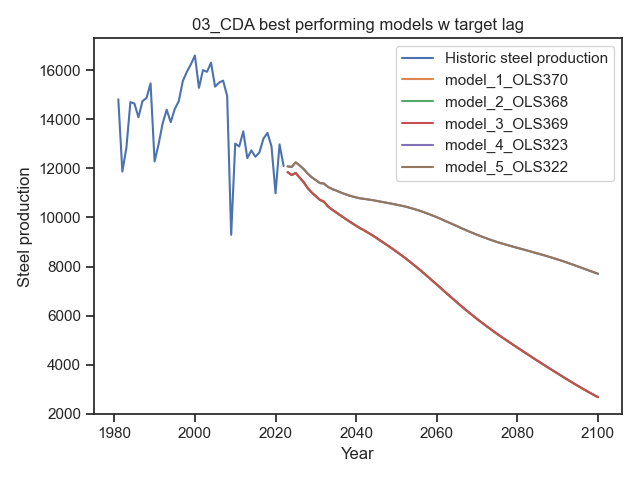 03_CDA best performing models w target lag
Historic steel production
model_1_OLS370
model_2_OLS368
model_3_OLS369
model_4_OLS323
model_5_OLS322
Steel production
16000
14000
12000
10000
8000
6000
4000
2000
1980 2000 2020 2040 2060 2080 2100
Year